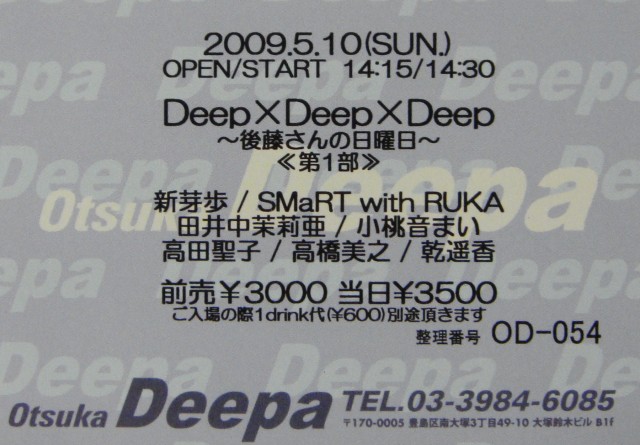 2009.5.10(SUN.)
OPEN/START 14:15/14:30
Deep×Deep×Deep
～後藤さんの日曜日～
≪第1部≫
新芽歩 / SMaRT with RUKA
田井中茉莉亜 / 小桃音まい
高田聖子 / 高橋美之 / 乾遥香
前売¥3000 当日¥3500
ご入場の際1drink代(¥600)別途頂きます
整理番号 OD-054
Otsuka Deepa
Otsuka Deepa TEL.03-3984-6085
〒170-0005 豊島区南大塚3丁目49-10 大塚鈴木ビル B1f